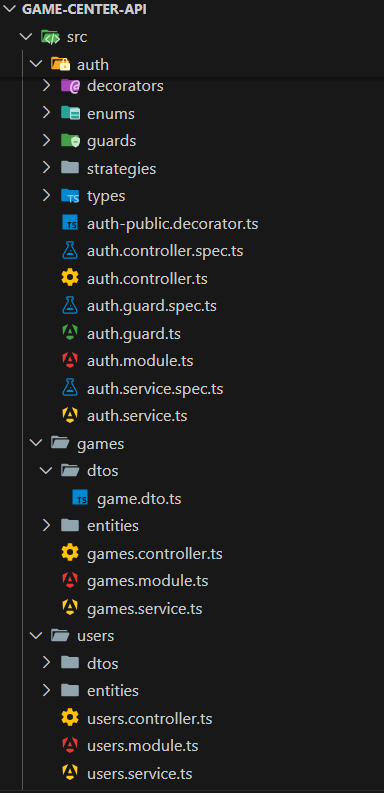 GAME-CENTER-API
src
auth
decorators
enums
guards
strategies
types
auth-public.decorator.ts
auth.controller.spec.ts
auth.controller.ts
auth.guard.spec.ts
auth.guard.ts
auth.module.ts
auth.service.spec.ts
auth.service.ts
games
dtos
game.dto.ts
entities
games.controller.ts
games.module.ts
games.service.ts
users
dtos
entities
users.controller.ts
users.module.ts
users.service.ts